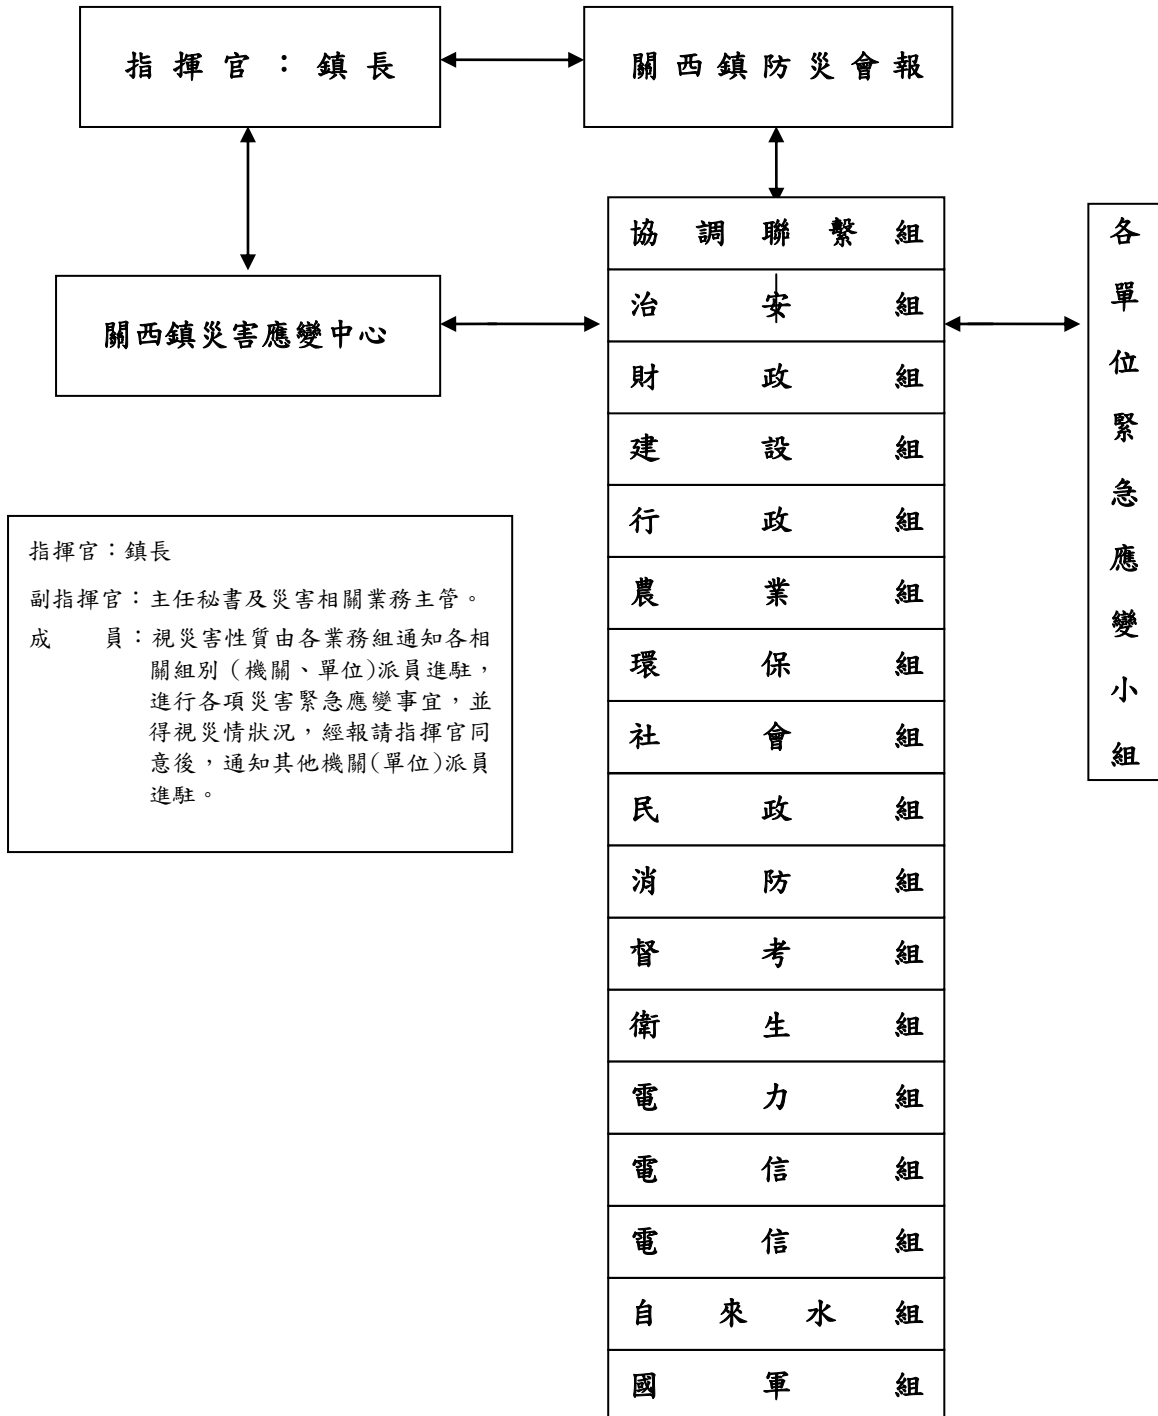 指揮官：鎮長
關西鎮防災會報
協調聯繫組
治安組
財政組
建設組
行政組
農業組
環保組
社會組
民政組
消防組
督考組
衛生組
電力組
電信組
電信組
自來水組
國軍組
各單位緊急應變小組
關西鎮災害應變中心
指揮官：鎮長
副指揮官：主任秘書及災害相關業務主管。
成　　員：視災害性質由各業務組通知各相
關組別（機關、單位)派員進駐，
進行各項災害緊急應變事宜，並
得視災情狀況，經報請指揮官同
意後，通知其他機關(單位)派員
進駐。